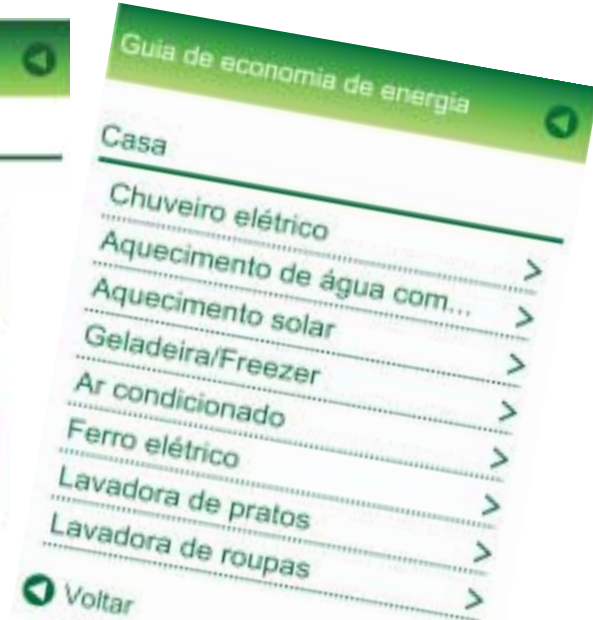 Guia de economia de energia
Casa
Chuveiro elétrico
Aquecimento de água com...
Aquecimento solar
Geladeira/Freezer
Ar condicionado
Ferro elétrico
Lavadora de pratos
Lavadora de roupas
Voltar